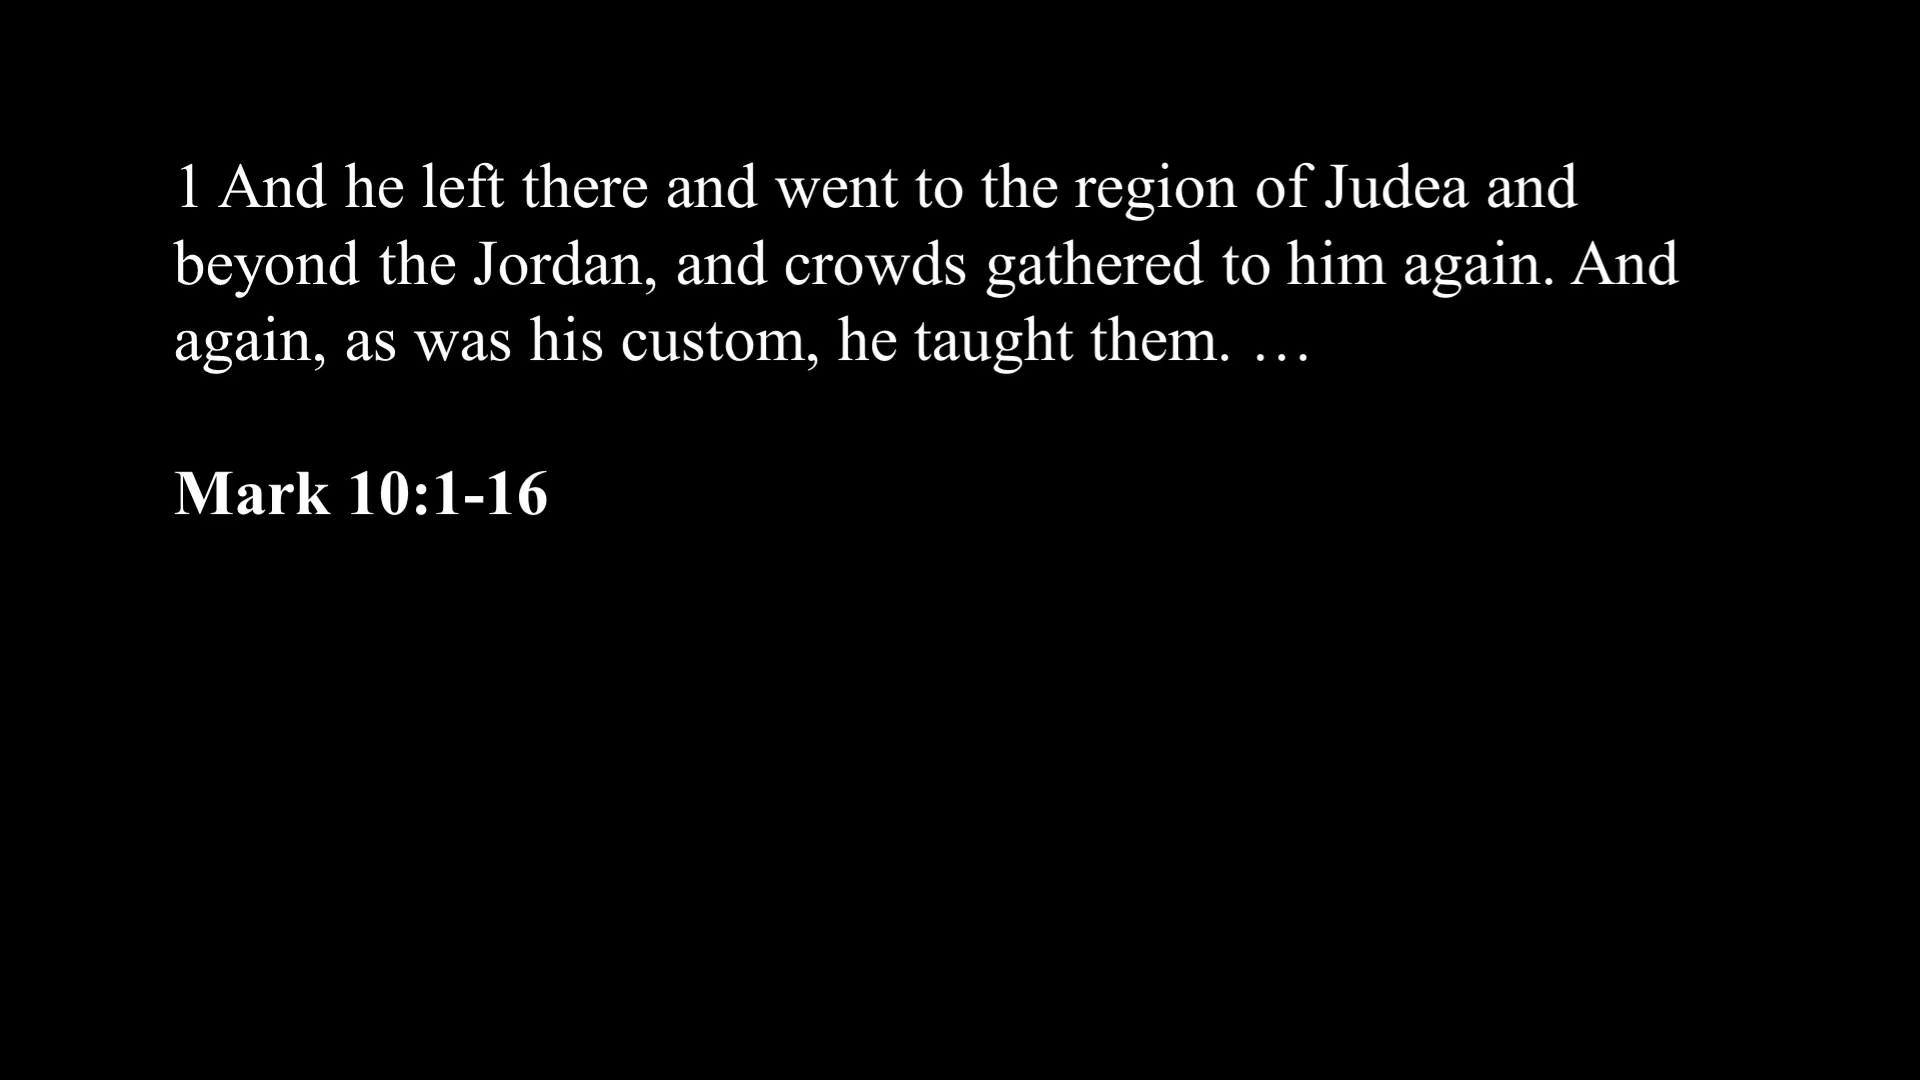 1 And he left there and went to the region of Judea and
beyond the Jordan, and crowds gathered to him again. And
again, as was his custom, he taught them. …
Mark 10:1-16